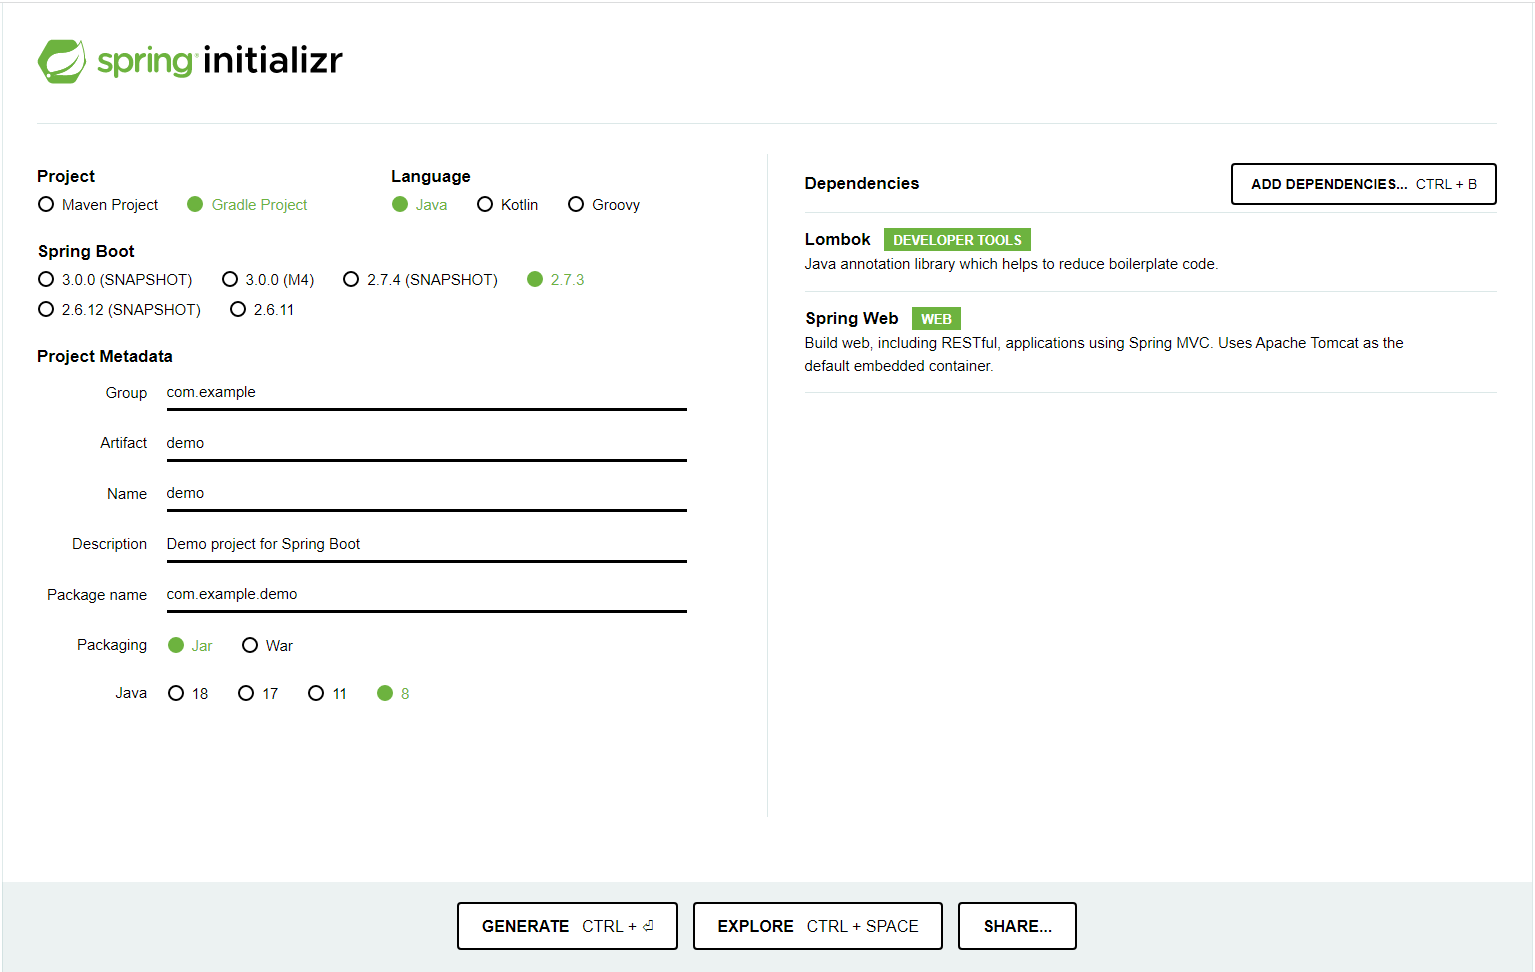 spring initializr
Project
Maven Project Gradle Project
Language
Java Kotlin Groovy
Spring Boot
3.0.0 (SNAPSHOT) 3.0.0 (M4) 2.7.4 (SNAPSHOT) 2.7.3
2.6.12 (SNAPSHOT) 2.6.11
Project Metadata
Group com.example
Artifact demo
Name demo
Description Demo project for Spring Boot
Package name com.example.demo
Packaging Jar War
Java 18 17 11 8
Dependencies
ADD DEPENDENCIES... CTRL + B
Lombok DEVELOPER TOOLS
Java annotation library which helps to reduce boilerplate code.
Spring Web WEB
Build web, including RESTful, applications using Spring MVC. Uses Apache Tomcat as the
default embedded container.
GENERATE CTRL + ⏎
EXPLORE CTRL + SPACE
SHARE...